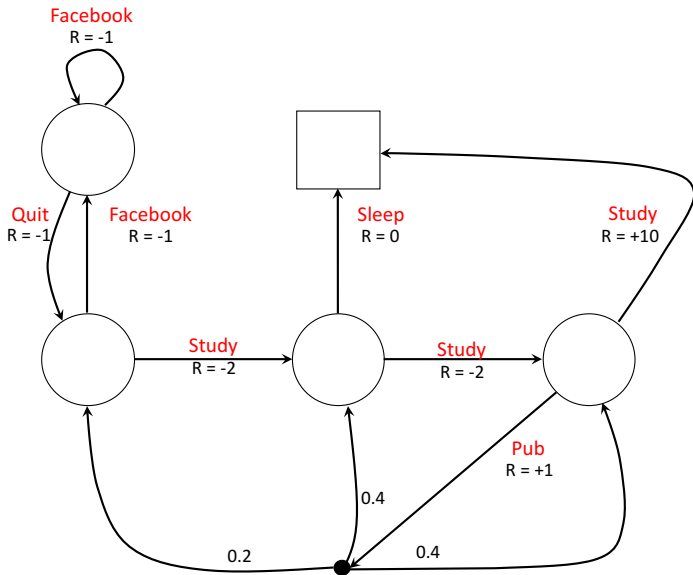 Facebook
R = -1
Quit
R = -1
Facebook
R = -1
Sleep
R = 0
Study
R = +10
Study
R = -2
Study
R = -2
Pub
R = +1
0.4
0.2
0.4